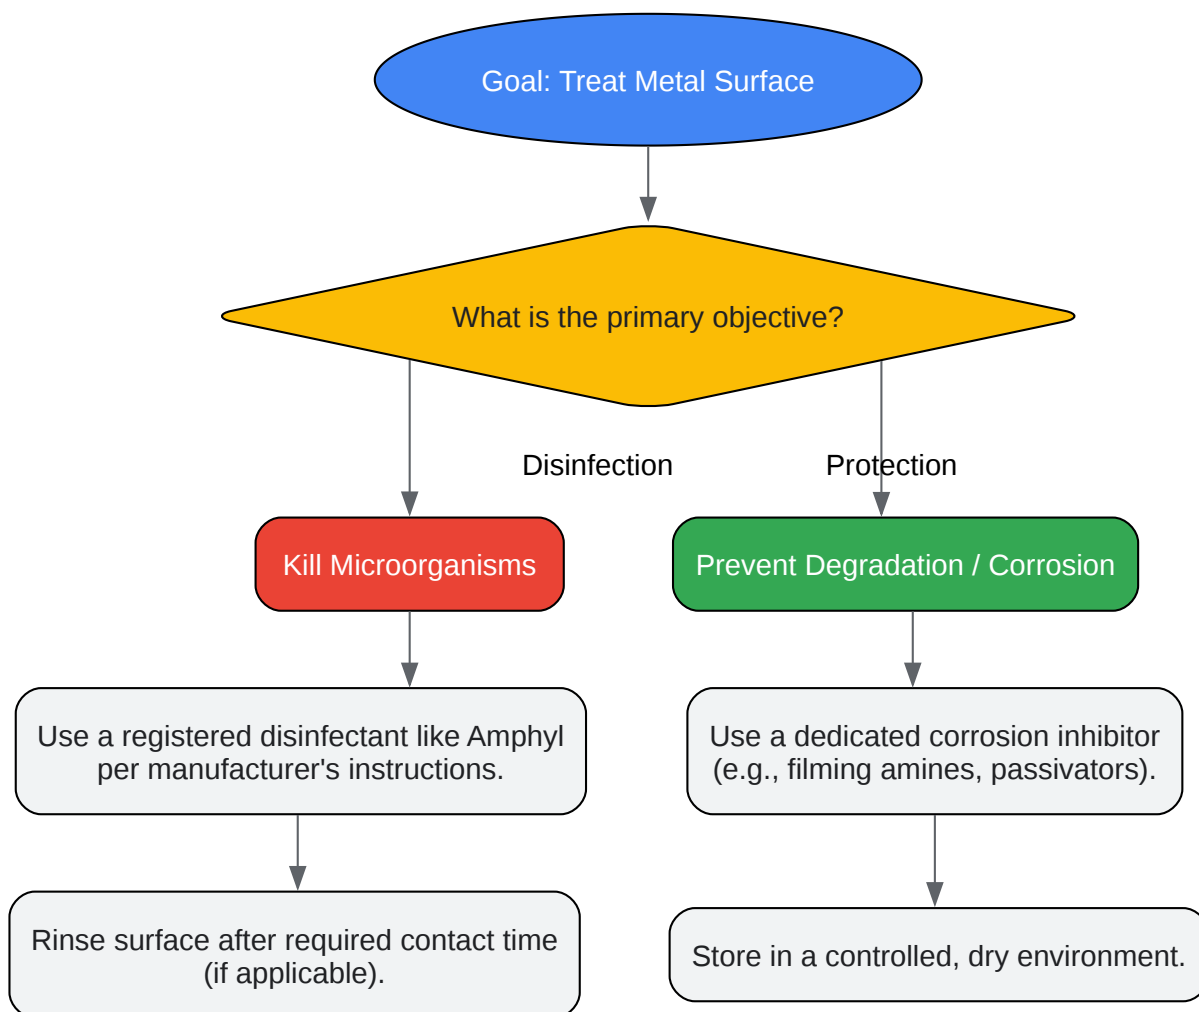 Goal: Treat Metal Surface
What is the primary objective?
Disinfection
Protection
Kill Microorganisms
Prevent Degradation / Corrosion
Use a registered disinfectant like Amphyl
per manufacturer's instructions.
Use a dedicated corrosion inhibitor
(e.g., filming amines, passivators).
Rinse surface after required contact time
(if applicable).
Store in a controlled, dry environment.